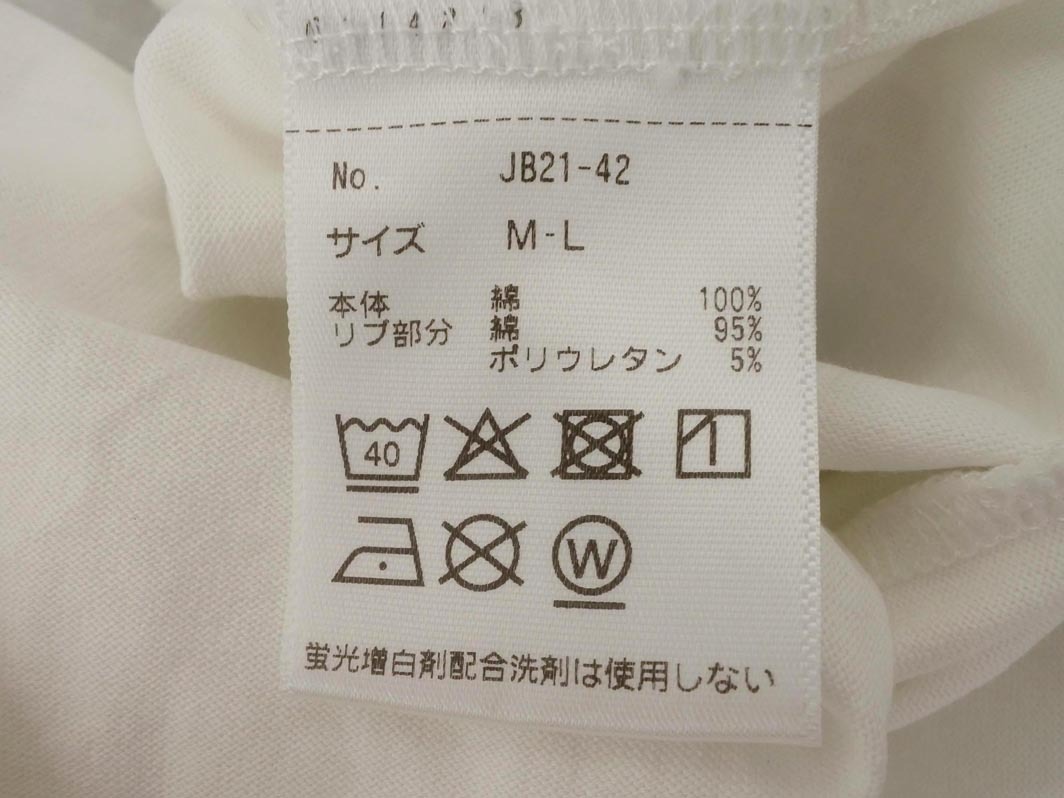 No. JB21-42
サイズ M-L
本体 綿 100%
リブ部分 綿 95%
ポリウレタン 5%
40
W
蛍光増白剤配合洗剤は使用しない